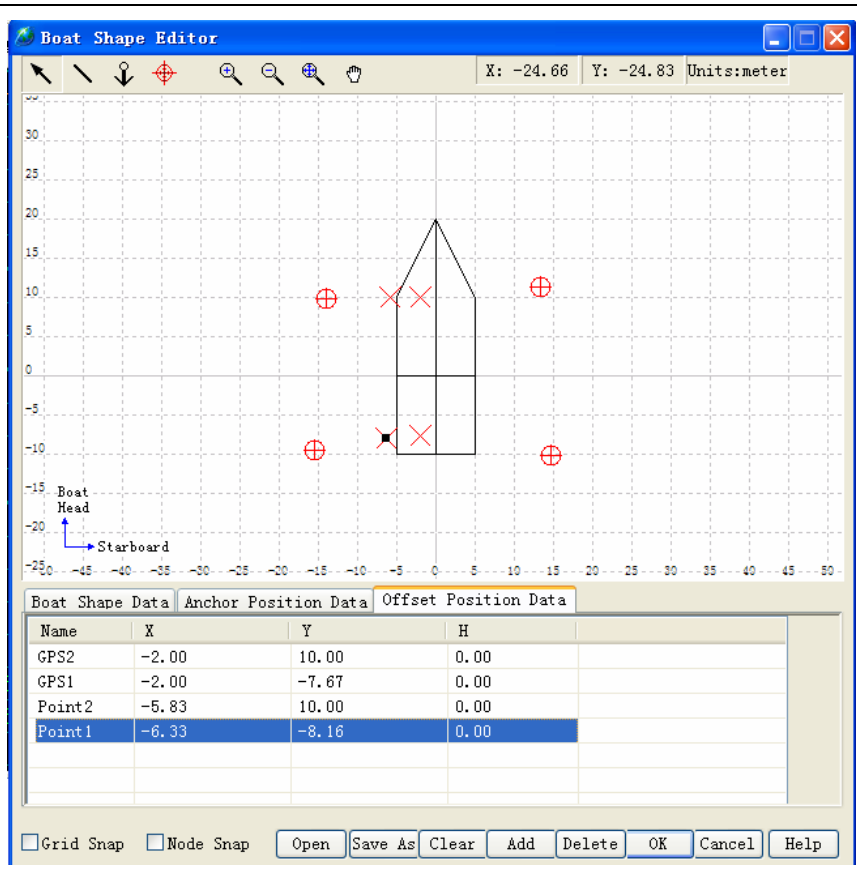 Boat Shape Editor
X: -24.66 Y: -24.83 Units:meter
30
25
20
15
10
5
0
-5
-10
-15
Boat
Head
-20
Starboard
-25
-45 -40 -35 -30 -25 -20 -15 -10 -5 0 5 10 15 20 25 30 35 40 45 50
Boat Shape Data Anchor Position Data Offset Position Data
Name X Y H
GPS2 -2.00 10.00 0.00
GPS1 -2.00 -7.67 0.00
Point2 -5.83 10.00 0.00
Point1 -6.33 -8.16 0.00
Grid Snap Node Snap Open Save As Clear Add Delete OK Cancel Help